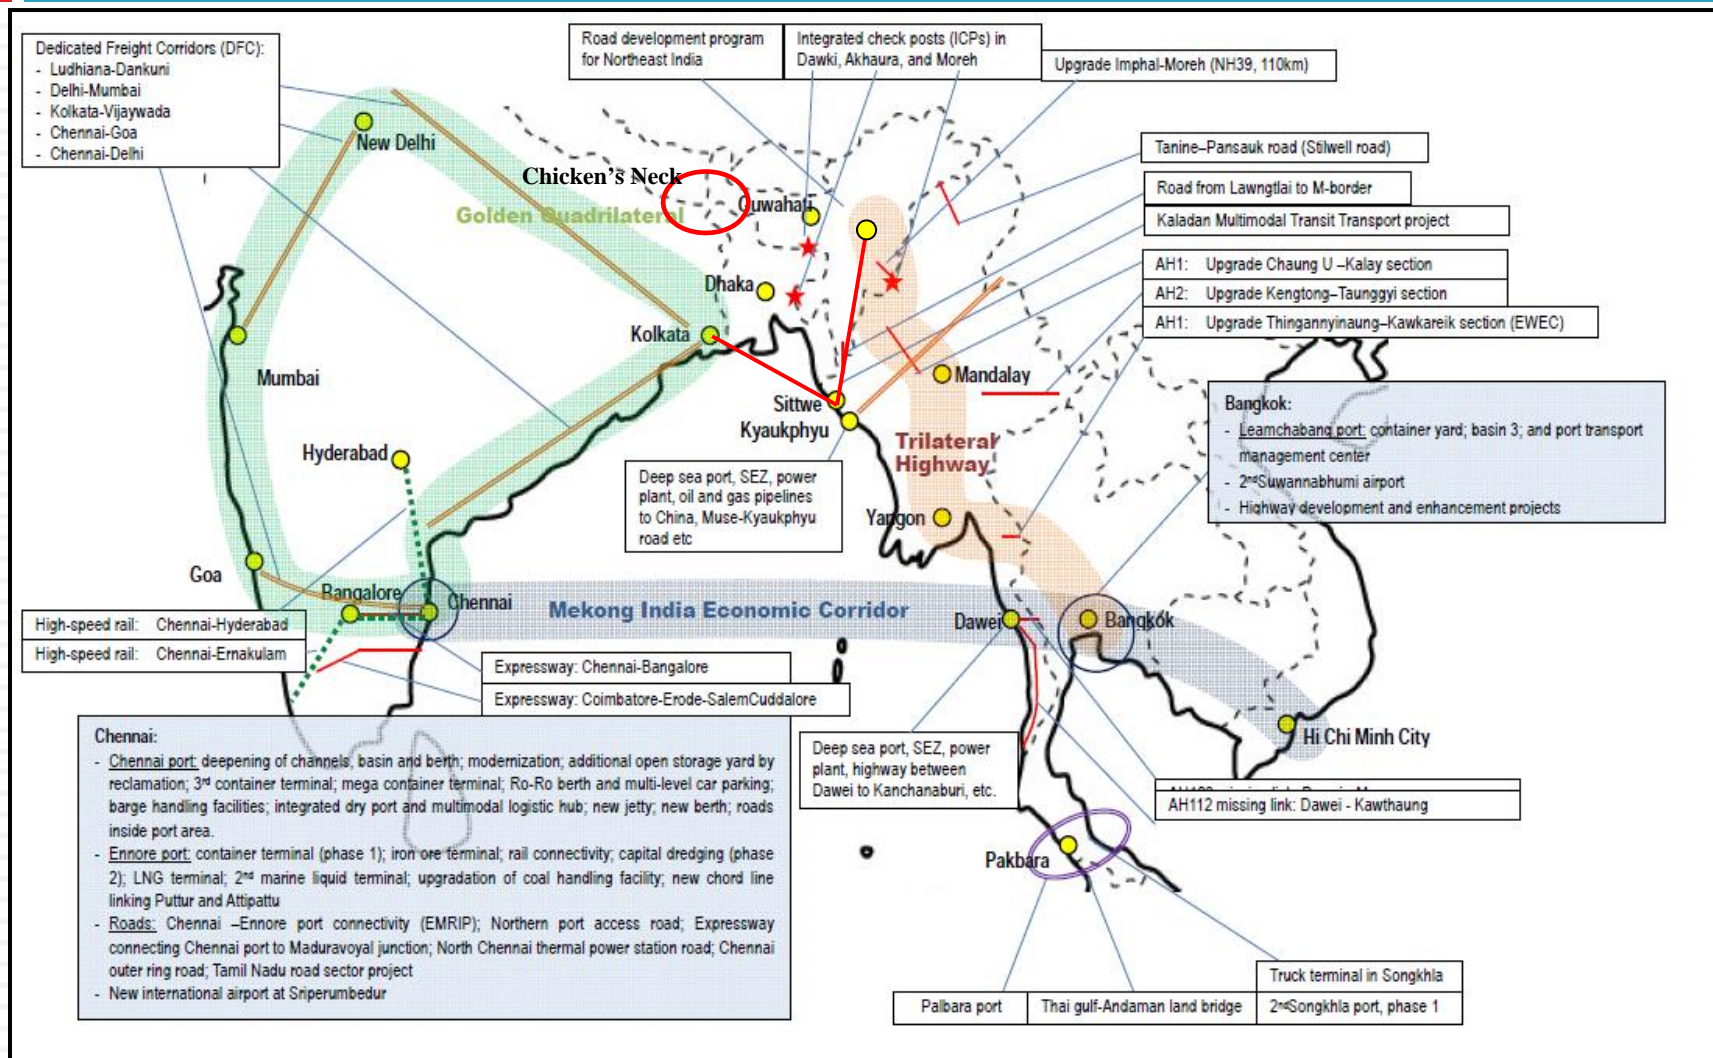 Dedicated Freight Corridors (DFC):
- Ludhiana-Dankuni
- Delhi-Mumbai
- Kolkata-Vijaywada
- Chennai-Goa
- Chennai-Delhi
Road development program
for Northeast India
Integrated check posts (ICPs) in
Dawki, Akhaura, and Moreh
Upgrade Imphal-Moreh (NH39, 110km)
New Delhi
Chicken's Neck
Golden Quadrilateral
Guwahati
Tanine–Pansauk road (Stilwell road)
Road from Lawngtlai to M-border
Kaladan Multimodal Transit Transport project
AH1: Upgrade Chaung U –Kalay section
AH2: Upgrade Kengtong–Taunggyi section
AH1: Upgrade Thingannyinaung–Kawkareik section (EWEC)
Dhaka
Kolkata
Mumbai
Mandalay
Sittwe
Kyaukphyu
Hyderabad
Trilateral
Highway
Bangkok:
- Leamchabang port: container yard; basin 3; and port transport
management center
- 2nd Suwannabhumi airport
- Highway development and enhancement projects
Deep sea port, SEZ, power
plant, oil and gas pipelines
to China, Muse-Kyaukphyu
road etc
Yangon
Goa
Bangalore
Chennai
Mekong India Economic Corridor
Dawei
Bangkok
High-speed rail: Chennai-Hyderabad
High-speed rail: Chennai-Ernakulam
Expressway: Chennai-Bangalore
Expressway: Coimbatore-Erode-SalemCuddalore
Hi Chi Minh City
Chennai:
- Chennai port: deepening of channels, basin and berth; modernization; additional open storage yard by
reclamation; 3rd container terminal; mega container terminal; Ro-Ro berth and multi-level car parking;
barge handling facilities; integrated dry port and multimodal logistic hub; new jetty; new berth; roads
inside port area.
- Ennore port: container terminal (phase 1); iron ore terminal; rail connectivity; capital dredging (phase
2); LNG terminal; 2nd marine liquid terminal; upgradation of coal handling facility; new chord line
linking Puttur and Attipattu
- Roads: Chennai –Ennore port connectivity (EMRIP); Northern port access road; Expressway
connecting Chennai port to Maduravoyal junction; North Chennai thermal power station road; Chennai
outer ring road; Tamil Nadu road sector project
- New international airport at Sriperumbedur
Deep sea port, SEZ, power
plant, highway between
Dawei to Kanchanaburi, etc.
AH112 missing link: Dawei - Kawthaung
Pakbara
Truck terminal in Songkhla
Palbara port
Thai gulf-Andaman land bridge
2nd Songkhla port, phase 1